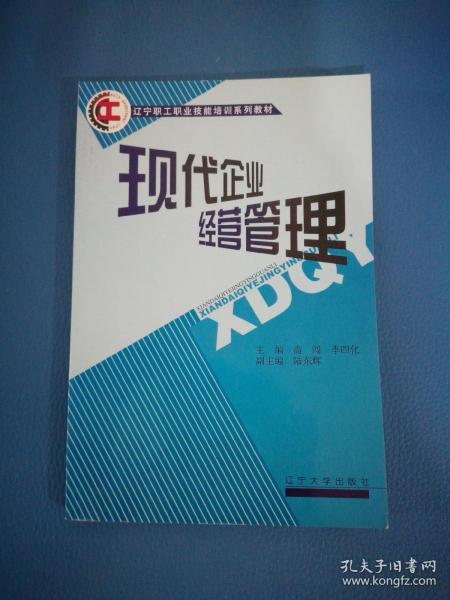 辽宁职工职业技能培训系列教材
现代企业
经营管理
XIANDAIQIYEJINGYINGGUANLI
XIANDAIQIYEJINGYINGGUANLI
XDQY
主 编 高 闯 李四化
副主编 陈东辉
辽宁大学出版社
孔夫子旧书网
www.kongfz.com